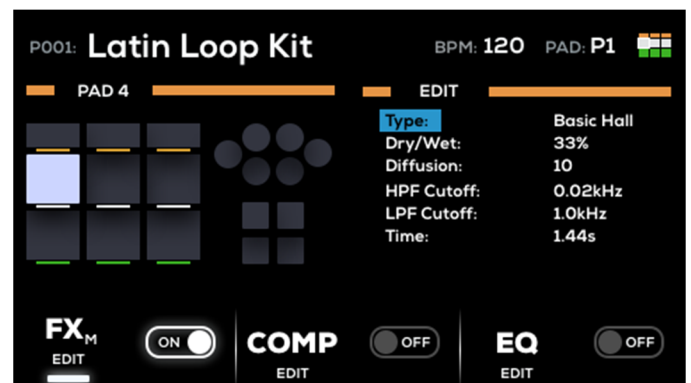 P001: Latin Loop Kit BPM: 120 PAD: P1
PAD 4 EDIT
Type: Basic Hall
Dry/Wet: 33%
Diffusion: 10
HPF Cutoff: 0.02kHz
LPF Cutoff: 1.0kHz
Time: 1.44s
FXM ON COMP OFF EQ OFF
EDIT EDIT EDIT